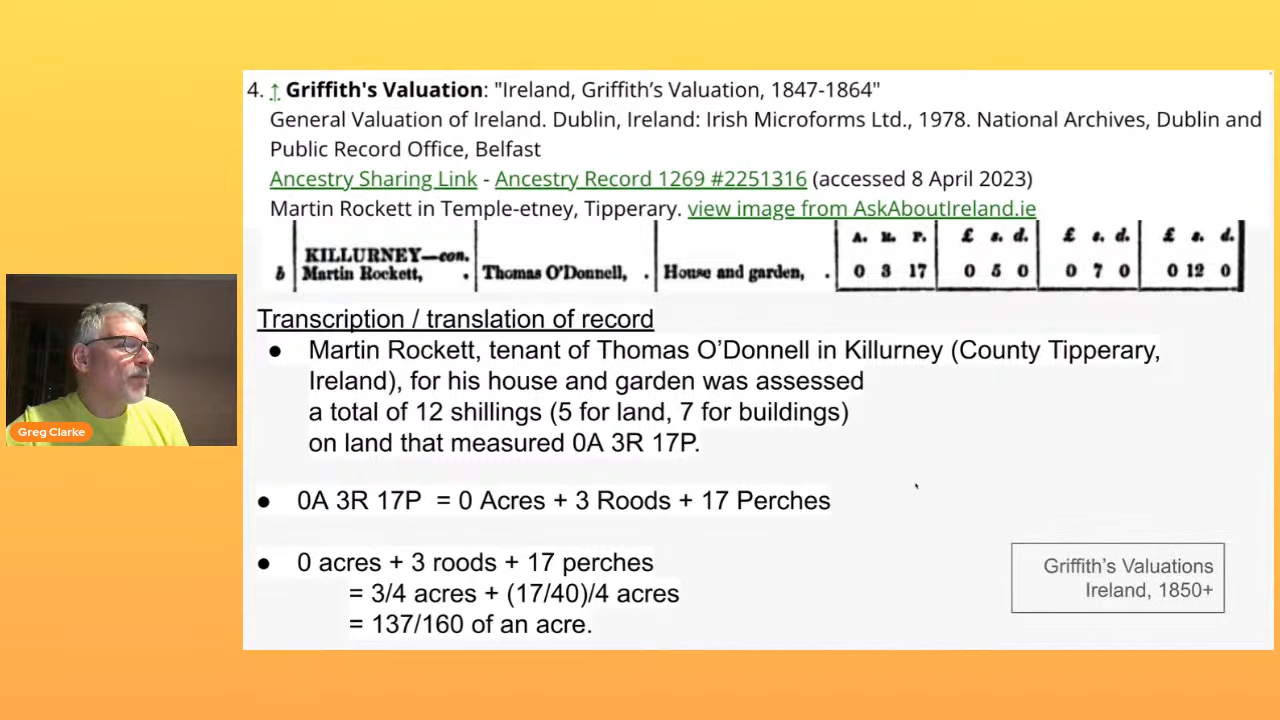 4. ↑ Griffith's Valuation: "Ireland, Griffith’s Valuation, 1847-1864"
General Valuation of Ireland. Dublin, Ireland: Irish Microforms Ltd., 1978. National Archives, Dublin and
Public Record Office, Belfast
Ancestry Sharing Link - Ancestry Record 1269 #2251316 (accessed 8 April 2023)
Martin Rockett in Temple-etney, Tipperary. view image from AskAboutIreland.ie
A. R. P. £ s. d. £ s. d. £ s. d.
KILLURNEY—con.
b Martin Rockett, . Thomas O'Donnell, . House and garden, . 0 3 17 0 5 0 0 7 0 0 12 0
Transcription / translation of record
● Martin Rockett, tenant of Thomas O’Donnell in Killurney (County Tipperary,
Ireland), for his house and garden was assessed
a total of 12 shillings (5 for land, 7 for buildings)
on land that measured 0A 3R 17P.
● 0A 3R 17P = 0 Acres + 3 Roods + 17 Perches
● 0 acres + 3 roods + 17 perches
= 3/4 acres + (17/40)/4 acres
= 137/160 of an acre.
Griffith’s Valuations
Ireland, 1850+
Greg Clarke